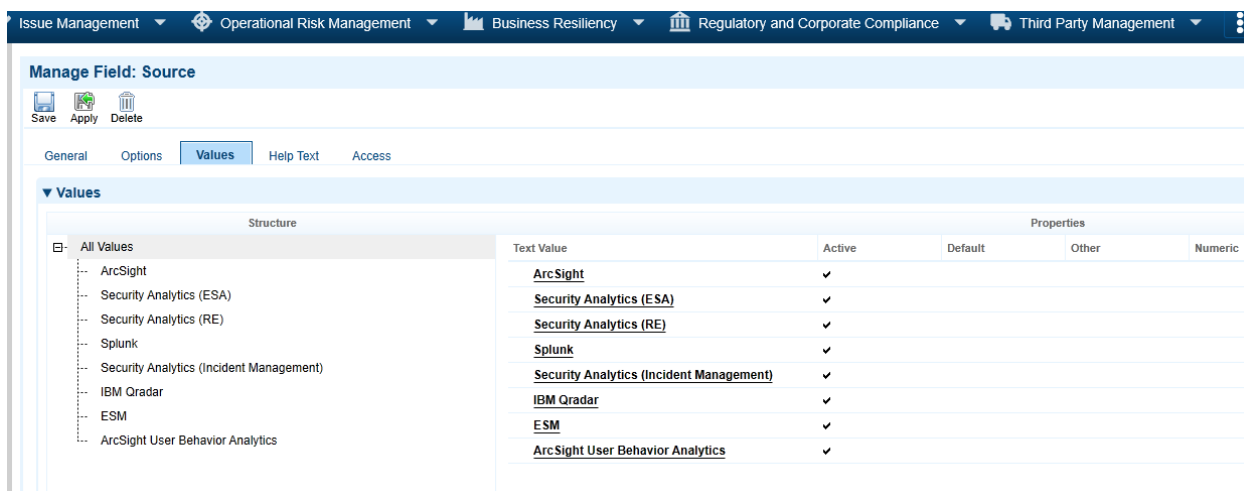 Issue Management Operational Risk Management Business Resiliency Regulatory and Corporate Compliance Third Party Management
Manage Field: Source
Save Apply Delete
General Options Values Help Text Access
Values
Structure Properties
All Values Text Value Active Default Other Numeric
ArcSight ArcSight
Security Analytics (ESA) Security Analytics (ESA)
Security Analytics (RE) Security Analytics (RE)
Splunk Splunk
Security Analytics (Incident Management) Security Analytics (Incident Management)
IBM Qradar IBM Qradar
ESM ESM
ArcSight User Behavior Analytics ArcSight User Behavior Analytics